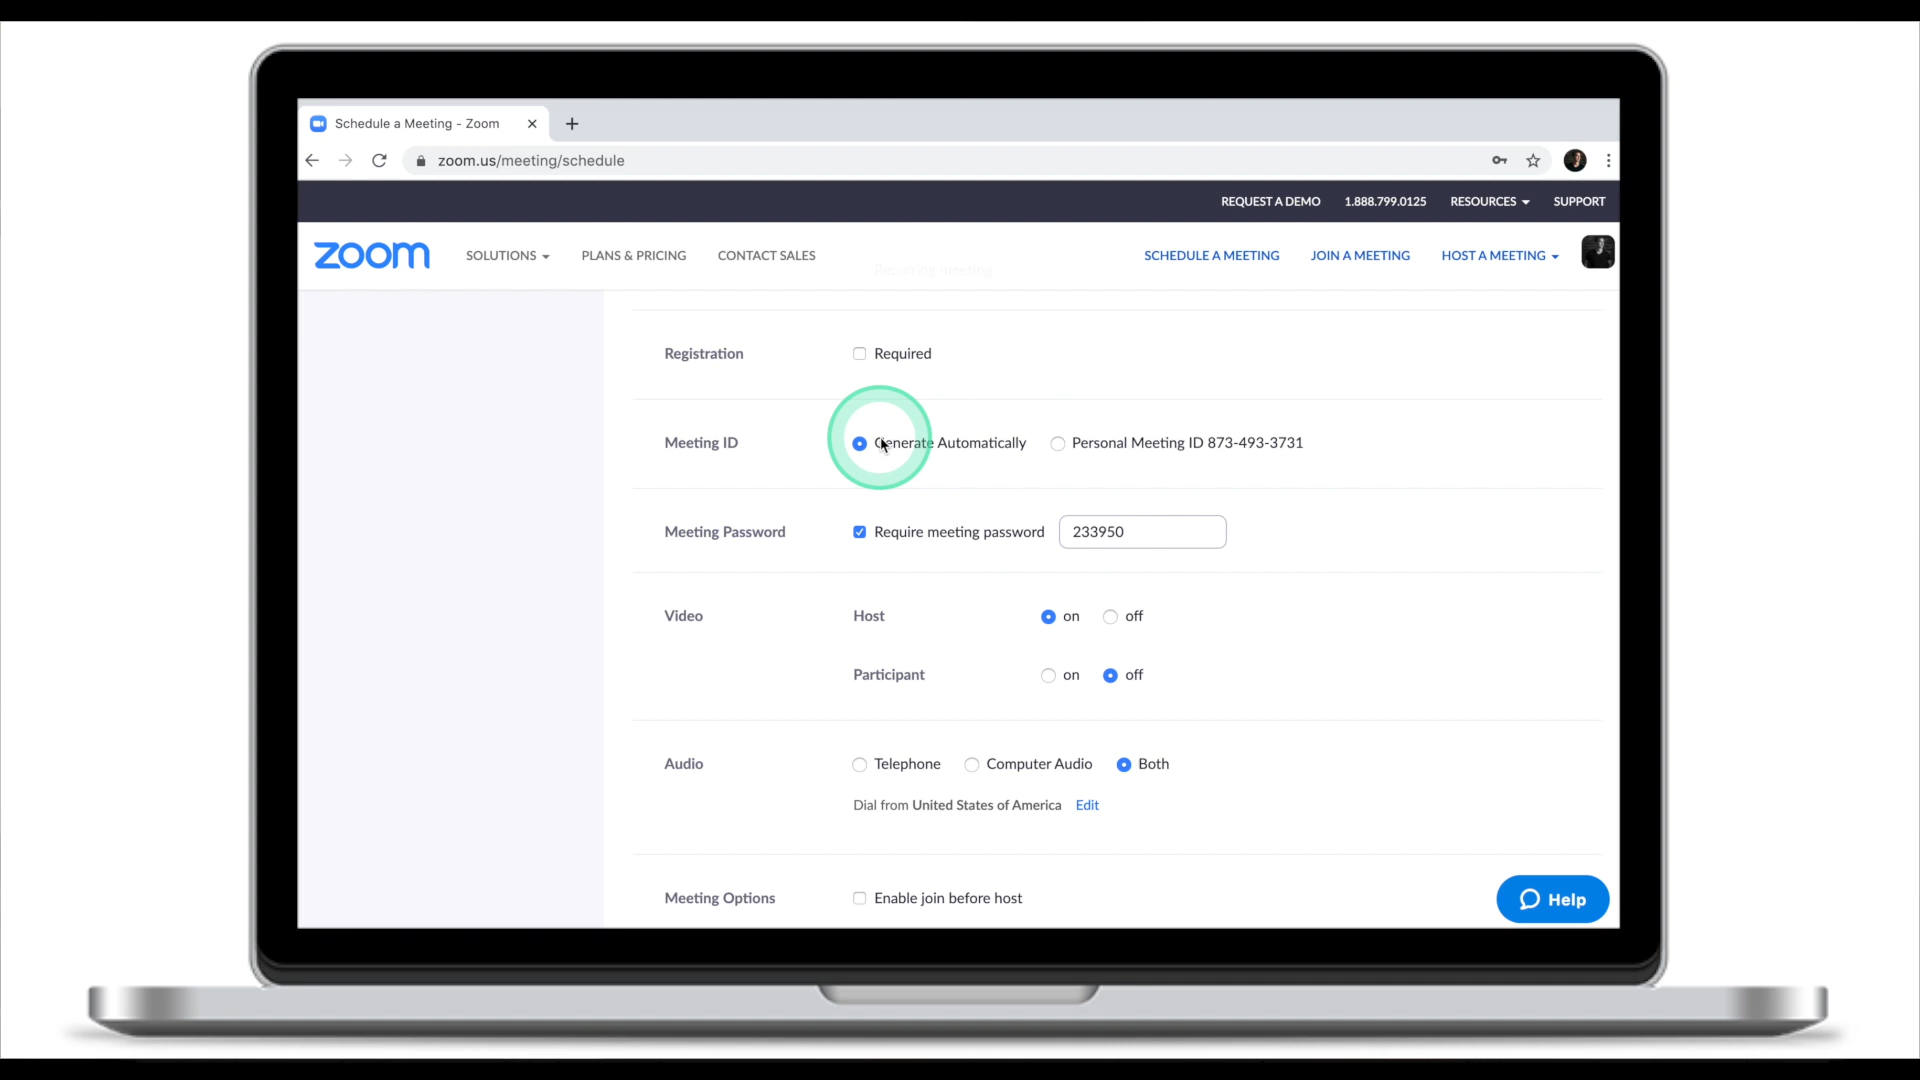 Schedule a Meeting - Zoom
zoom.us/meeting/schedule
REQUEST A DEMO 1.888.799.0125 RESOURCES SUPPORT
zoom SOLUTIONS PLANS & PRICING CONTACT SALES SCHEDULE A MEETING JOIN A MEETING HOST A MEETING
Recurring meeting
Registration Required
Meeting ID Generate Automatically Personal Meeting ID 873-493-3731
Meeting Password Require meeting password 233950
Video Host on off
Participant on off
Audio Telephone Computer Audio Both
Dial from United States of America Edit
Meeting Options Enable join before host
Help